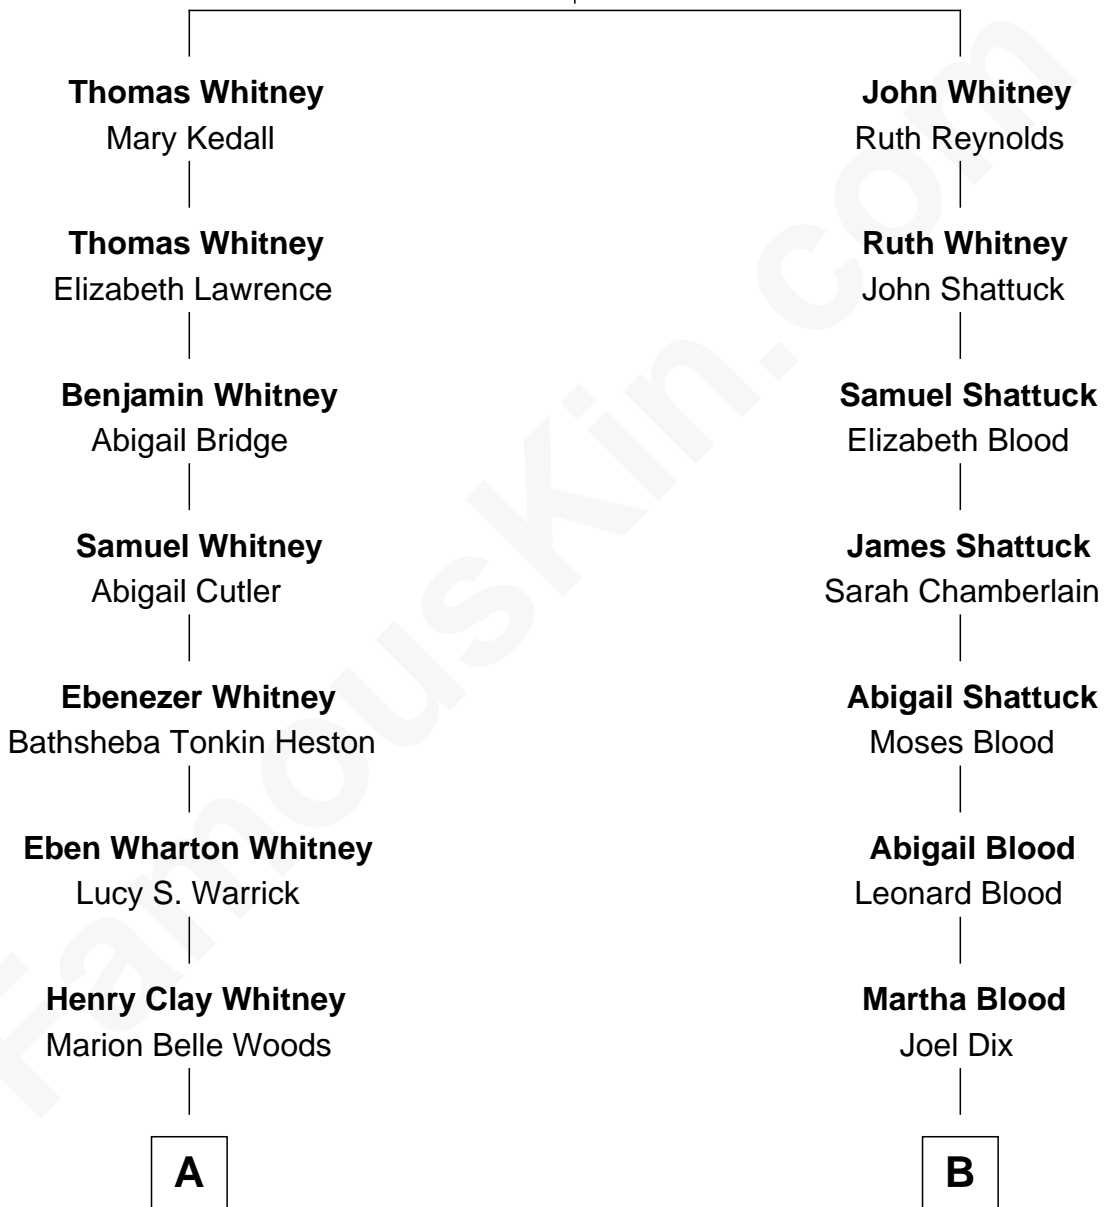 Thomas Whitney
Mary Kedall
Thomas Whitney
Elizabeth Lawrence
Benjamin Whitney
Abigail Bridge
Samuel Whitney
Abigail Cutler
Ebenezer Whitney
Bathsheba Tonkin Heston
Eben Wharton Whitney
Lucy S. Warrick
Henry Clay Whitney
Marion Belle Woods
A
John Whitney
Ruth Reynolds
Ruth Whitney
John Shattuck
Samuel Shattuck
Elizabeth Blood
James Shattuck
Sarah Chamberlain
Abigail Shattuck
Moses Blood
Abigail Blood
Leonard Blood
Martha Blood
Joel Dix
B
FamousKin.com